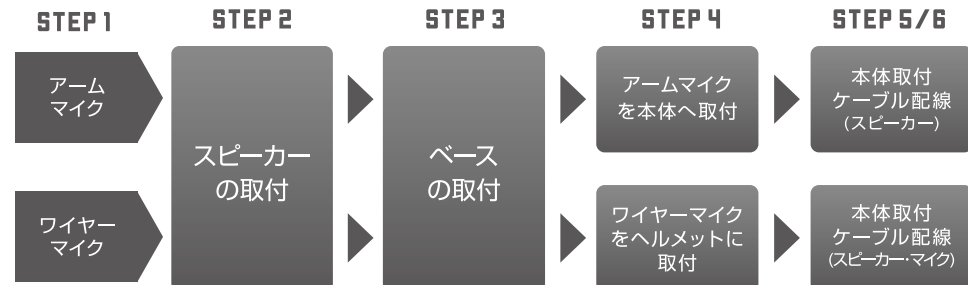 STEP 1
STEP 2
STEP 3
STEP 4
STEP 5/6
アーム
マイク
スピーカー
の取付
ベース
の取付
アームマイク
を本体へ取付
本体取付
ケーブル配線
(スピーカー)
ワイヤー
マイク
ワイヤーマイク
をヘルメットに
取付
本体取付
ケーブル配線
(スピーカー・マイク)